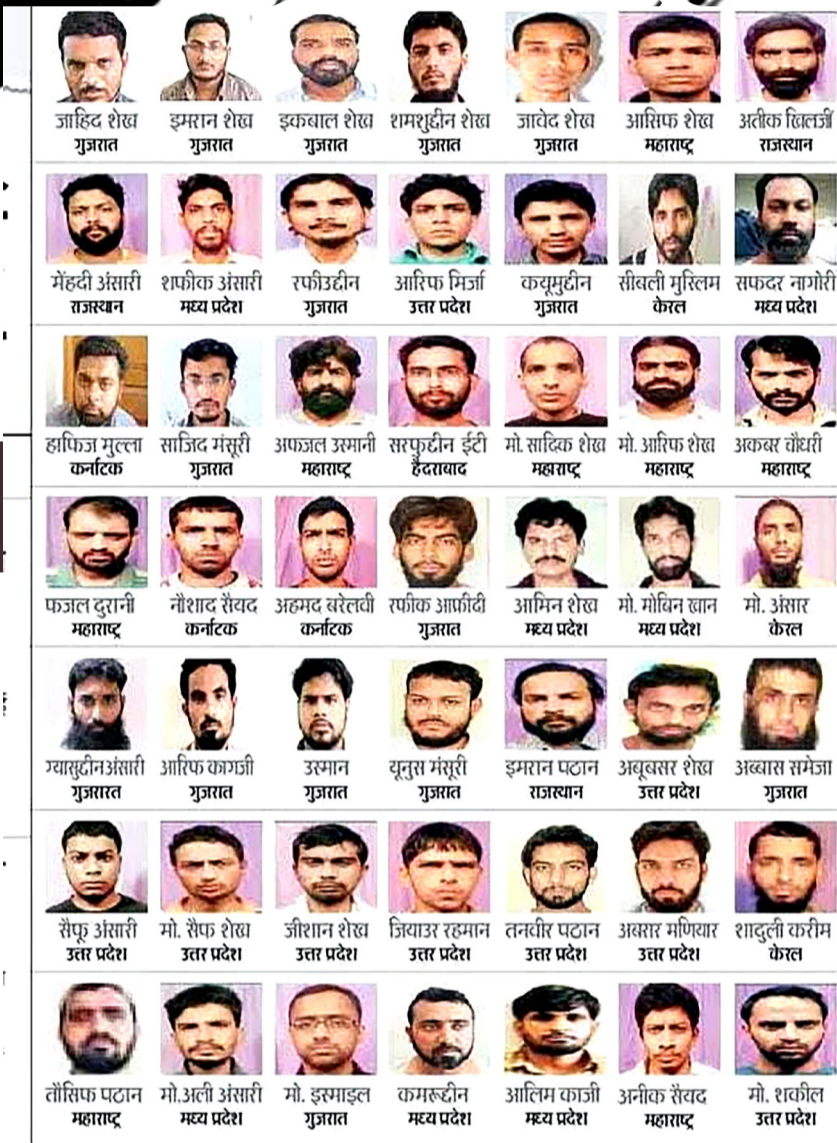 जाहिद शेख इमरान शेख इकबाल शेख शमशुद्दीन शेख जावेद शेख आसिफ शेख अतीक खिलजी
गुजरात गुजरात गुजरात गुजरात गुजरात महाराष्ट्र राजस्थान
मेंहदी अंसारी शफीक अंसारी रफीउद्दीन आरिफ मिर्जा कयूमुद्दीन सीबली मुस्लिम सफदर नागोरी
राजस्थान मध्य प्रदेश गुजरात उत्तर प्रदेश गुजरात केरल मध्य प्रदेश
हाफिज मुल्ला साजिद मंसूरी अफजल उस्मानी सरफुद्दीन ईटी मो. सादिक शेख मो. आरिफ शेख अकबर चौधरी
कर्नाटक गुजरात महाराष्ट्र हैदराबाद महाराष्ट्र महाराष्ट्र महाराष्ट्र
फजल दुरानी नौशाद सैयद अहमद बरेलवी रफीक आफ्रीदी आमिन शेख मो. मोबिन खान मो. अंसार
महाराष्ट्र कर्नाटक कर्नाटक गुजरात मध्य प्रदेश मध्य प्रदेश केरल
ग्यासुद्दीन अंसारी आरिफ कागजी उस्मान यूनुस मंसूरी इमरान पठान अबूबसर शेख अब्बास समेजा
गुजरारत गुजरात गुजरात गुजरात राजस्थान उत्तर प्रदेश गुजरात
सैफू अंसारी मो. सैफ शेख जीशान शेख जियाउर रहमान तनवीर पठान अबरार मणियार शादुली करीम
उत्तर प्रदेश उत्तर प्रदेश उत्तर प्रदेश उत्तर प्रदेश उत्तर प्रदेश उत्तर प्रदेश केरल
तौसिफ पठान मो.अली अंसारी मो. इस्माइल कमरूद्दीन आलिम काजी अनीक सैयद मो. शकील
महाराष्ट्र मध्य प्रदेश गुजरात मध्य प्रदेश मध्य प्रदेश महाराष्ट्र उत्तर प्रदेश